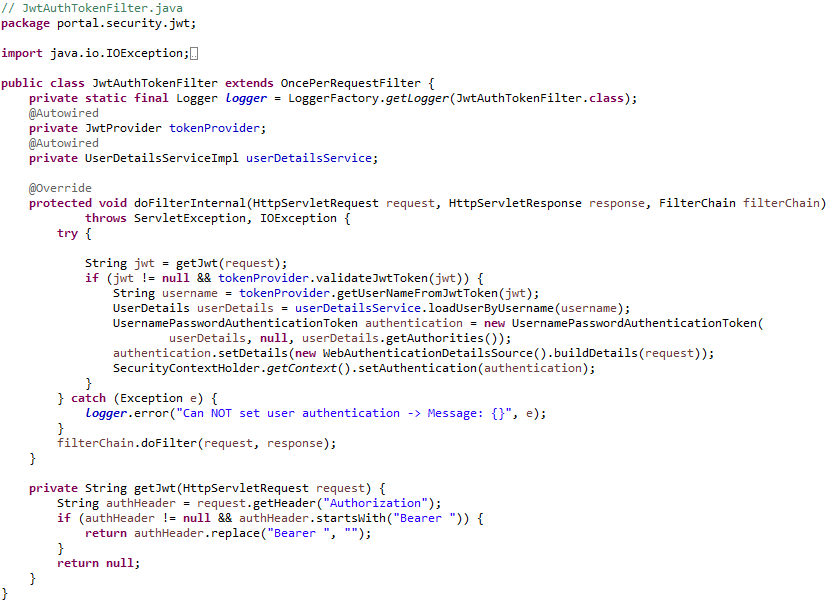 // JwtAuthTokenFilter.java
package portal.security.jwt;

import java.io.IOException;

public class JwtAuthTokenFilter extends OncePerRequestFilter {
    private static final Logger logger = LoggerFactory.getLogger(JwtAuthTokenFilter.class);
    @Autowired
    private JwtProvider tokenProvider;
    @Autowired
    private UserDetailsServiceImpl userDetailsService;

    @Override
    protected void doFilterInternal(HttpServletRequest request, HttpServletResponse response, FilterChain filterChain)
            throws ServletException, IOException {
        try {

            String jwt = getJwt(request);
            if (jwt != null && tokenProvider.validateJwtToken(jwt)) {
                String username = tokenProvider.getUserNameFromJwtToken(jwt);
                UserDetails userDetails = userDetailsService.loadUserByUsername(username);
                UsernamePasswordAuthenticationToken authentication = new UsernamePasswordAuthenticationToken(
                        userDetails, null, userDetails.getAuthorities());
                authentication.setDetails(new WebAuthenticationDetailsSource().buildDetails(request));
                SecurityContextHolder.getContext().setAuthentication(authentication);
            }
        } catch (Exception e) {
            logger.error("Can NOT set user authentication -> Message: {}", e);
        }
        filterChain.doFilter(request, response);
    }

    private String getJwt(HttpServletRequest request) {
        String authHeader = request.getHeader("Authorization");
        if (authHeader != null && authHeader.startsWith("Bearer ")) {
            return authHeader.replace("Bearer ", "");
        }
        return null;
    }
}